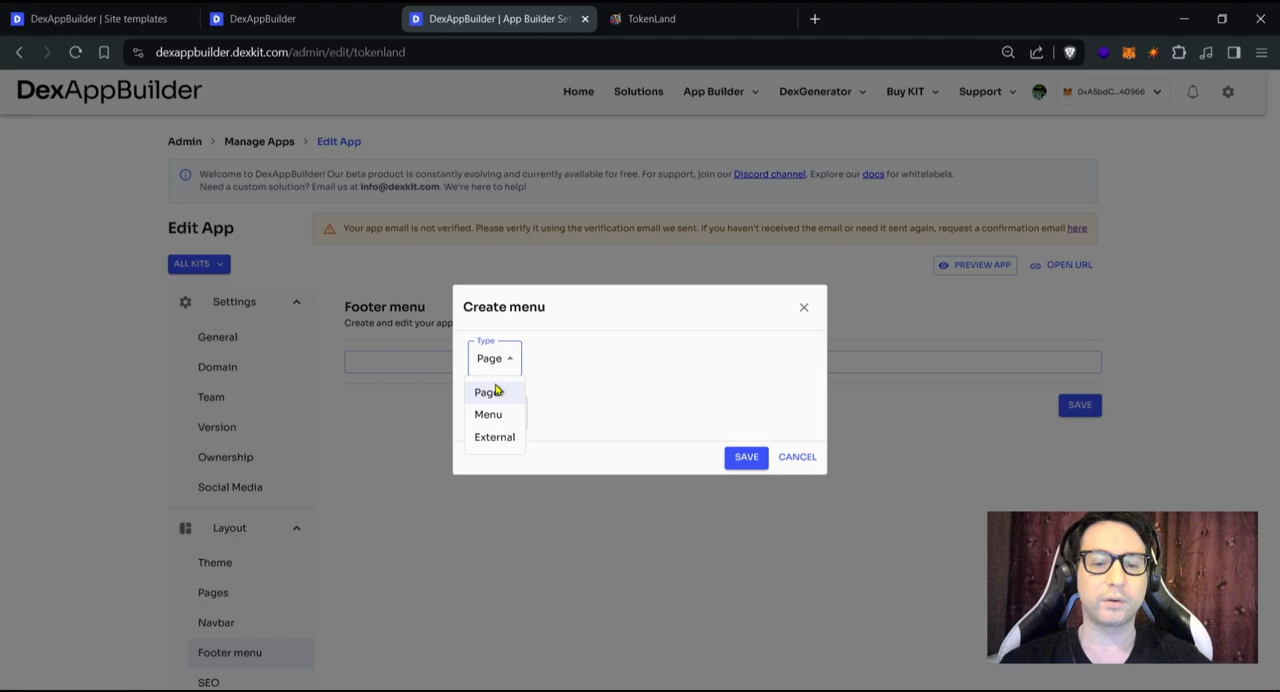 DexAppBuilder | Site templates
DexAppBuilder
DexAppBuilder | App Builder Se
TokenLand
dexappbuilder.dexkit.com/admin/edit/tokenland
DexAppBuilder
Home
Solutions
App Builder
DexGenerator
Buy KIT
Support
0xA5bdC...40966
Admin > Manage Apps > Edit App
Welcome to DexAppBuilder! Our beta product is constantly evolving and currently available for free. For support, join our Discord channel. Explore our docs for whitelabels.
Need a custom solution? Email us at info@dexkit.com. We're here to help!
Edit App
Your app email is not verified. Please verify it using the verification email we sent. If you haven't received the email or need it sent again, request a confirmation email here
ALL KITS
PREVIEW APP
OPEN URL
Settings
General
Domain
Team
Version
Ownership
Social Media
Layout
Theme
Pages
Navbar
Footer menu
SEO
Footer menu
Create and edit your app
SAVE
Create menu
Type
Page
Page
Menu
External
SAVE
CANCEL